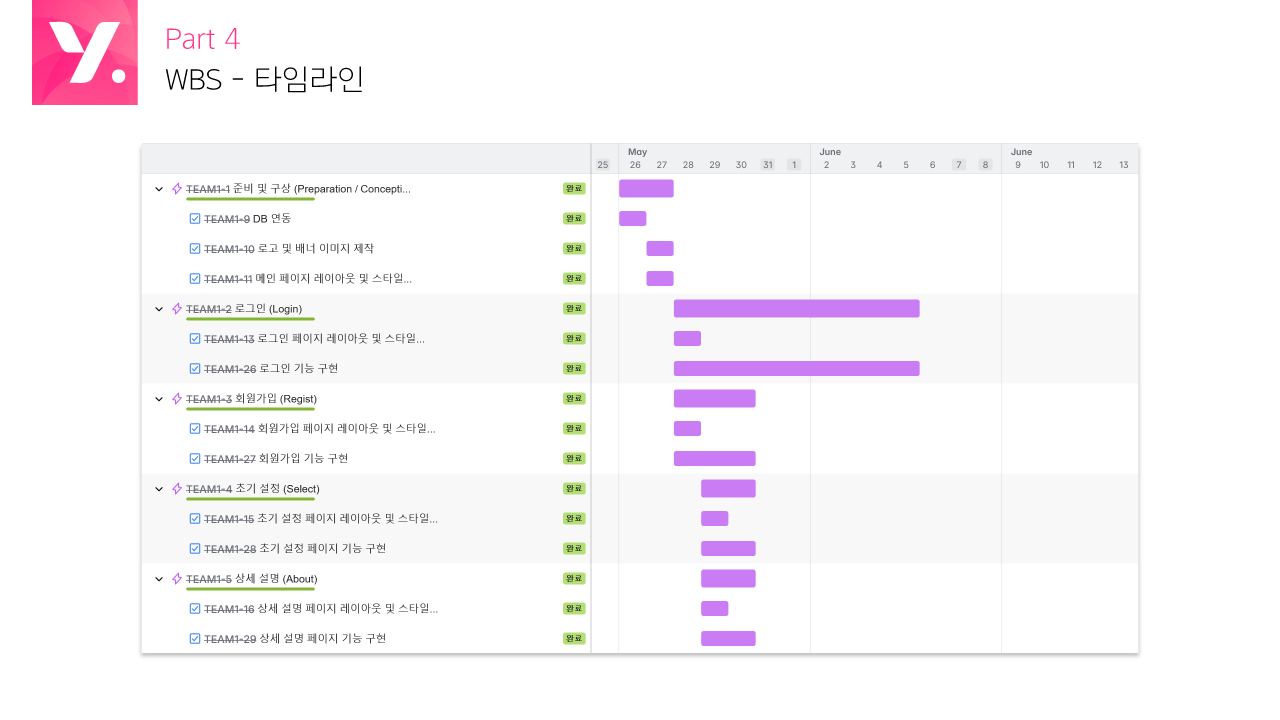 y.
Part 4
WBS - 타임라인
May June June
25 26 27 28 29 30 31 1 2 3 4 5 6 7 8 9 10 11 12 13
TEAM1-1 준비 및 구상 (Preparation / Concepti... 완료
TEAM1-9 DB 연동 완료
TEAM1-10 로고 및 배너 이미지 제작 완료
TEAM1-11 메인 페이지 레이아웃 및 스타일... 완료
TEAM1-2 로그인 (Login) 완료
TEAM1-13 로그인 페이지 레이아웃 및 스타일... 완료
TEAM1-26 로그인 기능 구현 완료
TEAM1-3 회원가입 (Regist) 완료
TEAM1-14 회원가입 페이지 레이아웃 및 스타일... 완료
TEAM1-27 회원가입 기능 구현 완료
TEAM1-4 초기 설정 (Select) 완료
TEAM1-15 초기 설정 페이지 레이아웃 및 스타일... 완료
TEAM1-28 초기 설정 페이지 기능 구현 완료
TEAM1-5 상세 설명 (About) 완료
TEAM1-16 상세 설명 페이지 레이아웃 및 스타일... 완료
TEAM1-29 상세 설명 페이지 기능 구현 완료